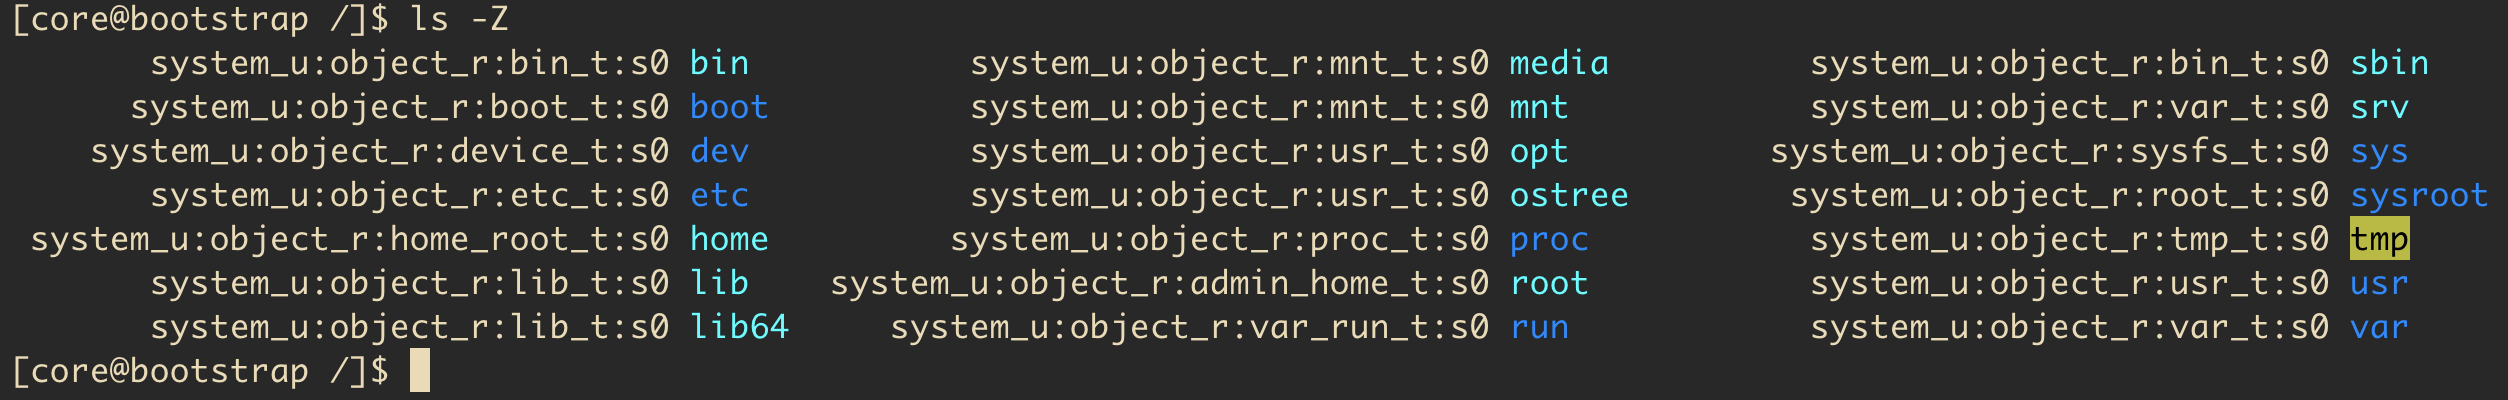 [core@bootstrap /]$ ls -Z
system_u:object_r:bin_t:s0 bin system_u:object_r:mnt_t:s0 media system_u:object_r:bin_t:s0 sbin
system_u:object_r:boot_t:s0 boot system_u:object_r:mnt_t:s0 mnt system_u:object_r:var_t:s0 srv
system_u:object_r:device_t:s0 dev system_u:object_r:usr_t:s0 opt system_u:object_r:sysfs_t:s0 sys
system_u:object_r:etc_t:s0 etc system_u:object_r:usr_t:s0 ostree system_u:object_r:root_t:s0 sysroot
system_u:object_r:home_root_t:s0 home system_u:object_r:proc_t:s0 proc system_u:object_r:tmp_t:s0 tmp
system_u:object_r:lib_t:s0 lib system_u:object_r:admin_home_t:s0 root system_u:object_r:usr_t:s0 usr
system_u:object_r:lib_t:s0 lib64 system_u:object_r:var_run_t:s0 run system_u:object_r:var_t:s0 var
[core@bootstrap /]$